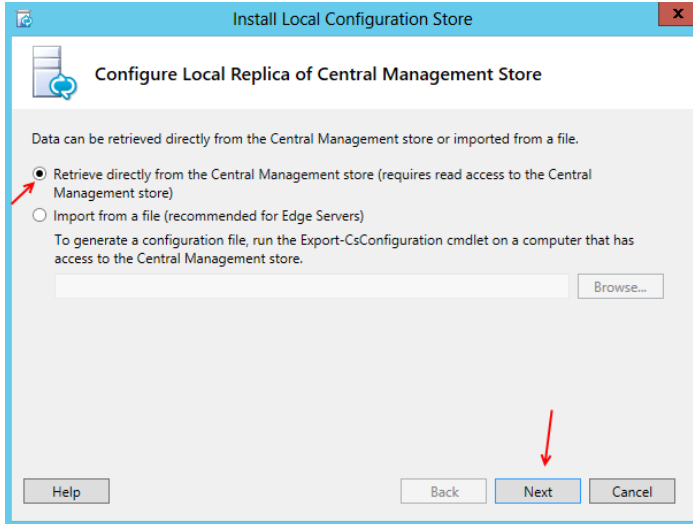 Install Local Configuration Store
x
Configure Local Replica of Central Management Store
Data can be retrieved directly from the Central Management store or imported from a file.
Retrieve directly from the Central Management store (requires read access to the Central
Management store)
Import from a file (recommended for Edge Servers)
To generate a configuration file, run the Export-CsConfiguration cmdlet on a computer that has
access to the Central Management store.
Browse...
Help
Back
Next
Cancel